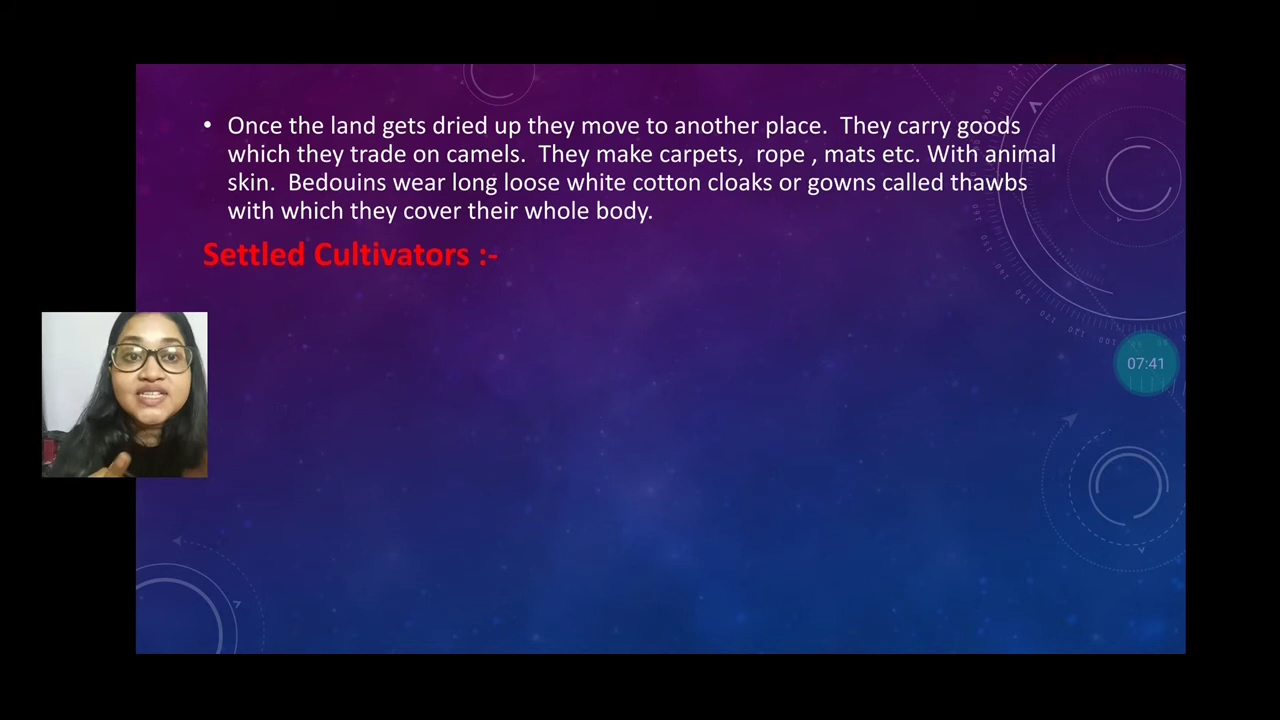 • Once the land gets dried up they move to another place.  They carry goods
which they trade on camels.  They make carpets,  rope , mats etc. With animal
skin.  Bedouins wear long loose white cotton cloaks or gowns called thawbs
with which they cover their whole body.
Settled Cultivators :-
07:41